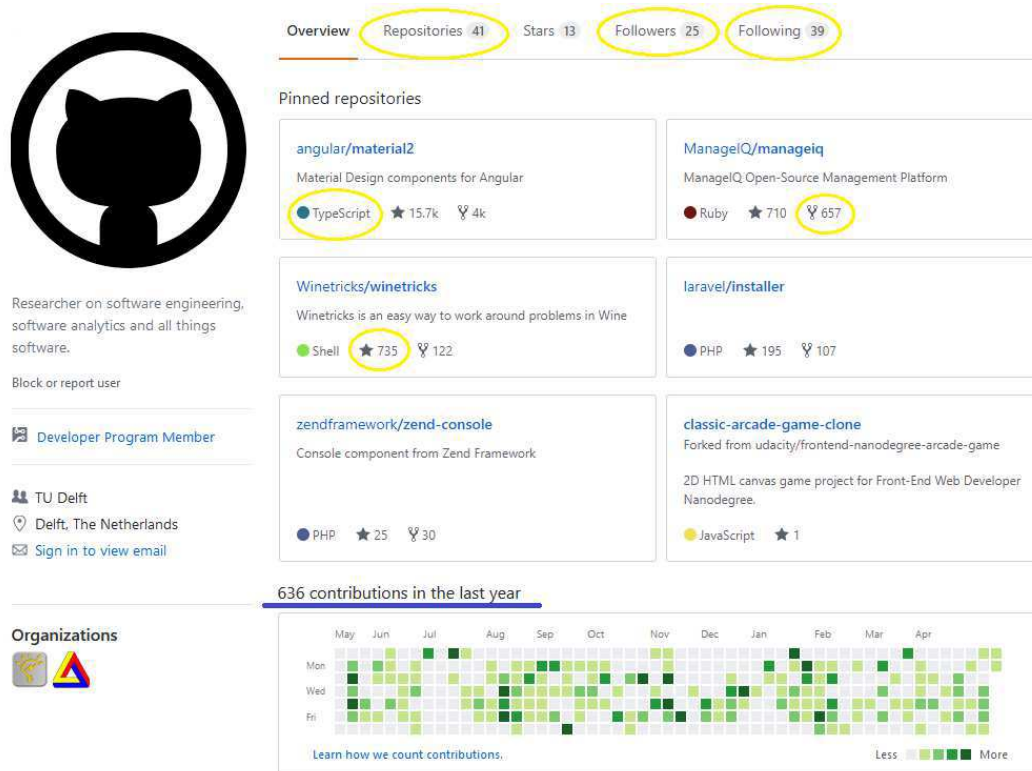 Overview Repositories 41 Stars 13 Followers 25 Following 39
Pinned repositories
angular/material2
Material Design components for Angular
TypeScript 15.7k 4k
ManageIQ/manageiq
ManageIQ Open-Source Management Platform
Ruby 710 657
Winetricks/winetricks
Winetricks is an easy way to work around problems in Wine
Shell 735 122
laravel/installer
PHP 195 107
zendframework/zend-console
Console component from Zend Framework
PHP 25 30
classic-arcade-game-clone
Forked from udacity/frontend-nanodegree-arcade-game
2D HTML canvas game project for Front-End Web Developer
Nanodegree.
JavaScript 1
Researcher on software engineering,
software analytics and all things
software.
Block or report user
Developer Program Member
TU Delft
Delft, The Netherlands
Sign in to view email
Organizations
636 contributions in the last year
May Jun Jul Aug Sep Oct Nov Dec Jan Feb Mar Apr
Mon
Wed
Fri
Learn how we count contributions.
Less More